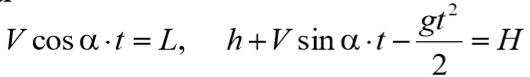 V cos α · t = L,    h + V sin α · t − gt²/2 = H